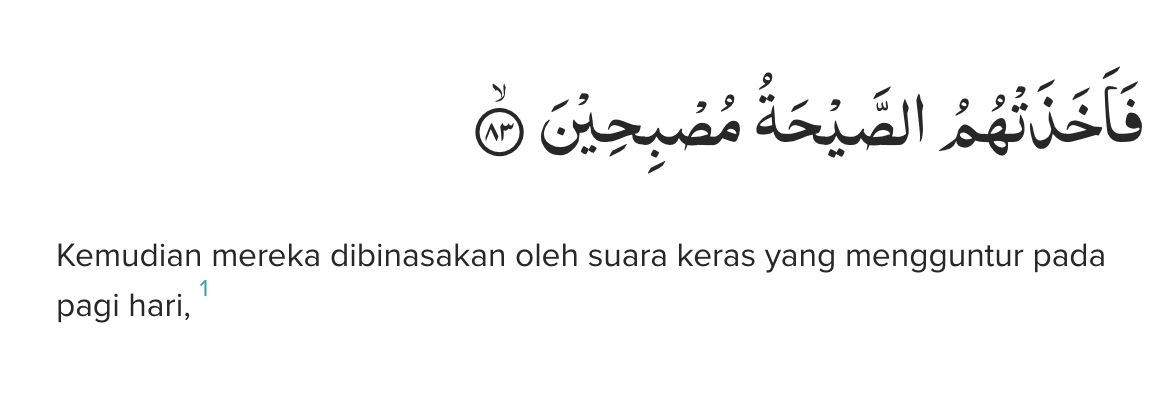 فَاَخَذَتْهُمُ الصَّيْحَةُ مُصْبِحِيْنَ ۙ ٨٣
Kemudian mereka dibinasakan oleh suara keras yang mengguntur pada
pagi hari, 1